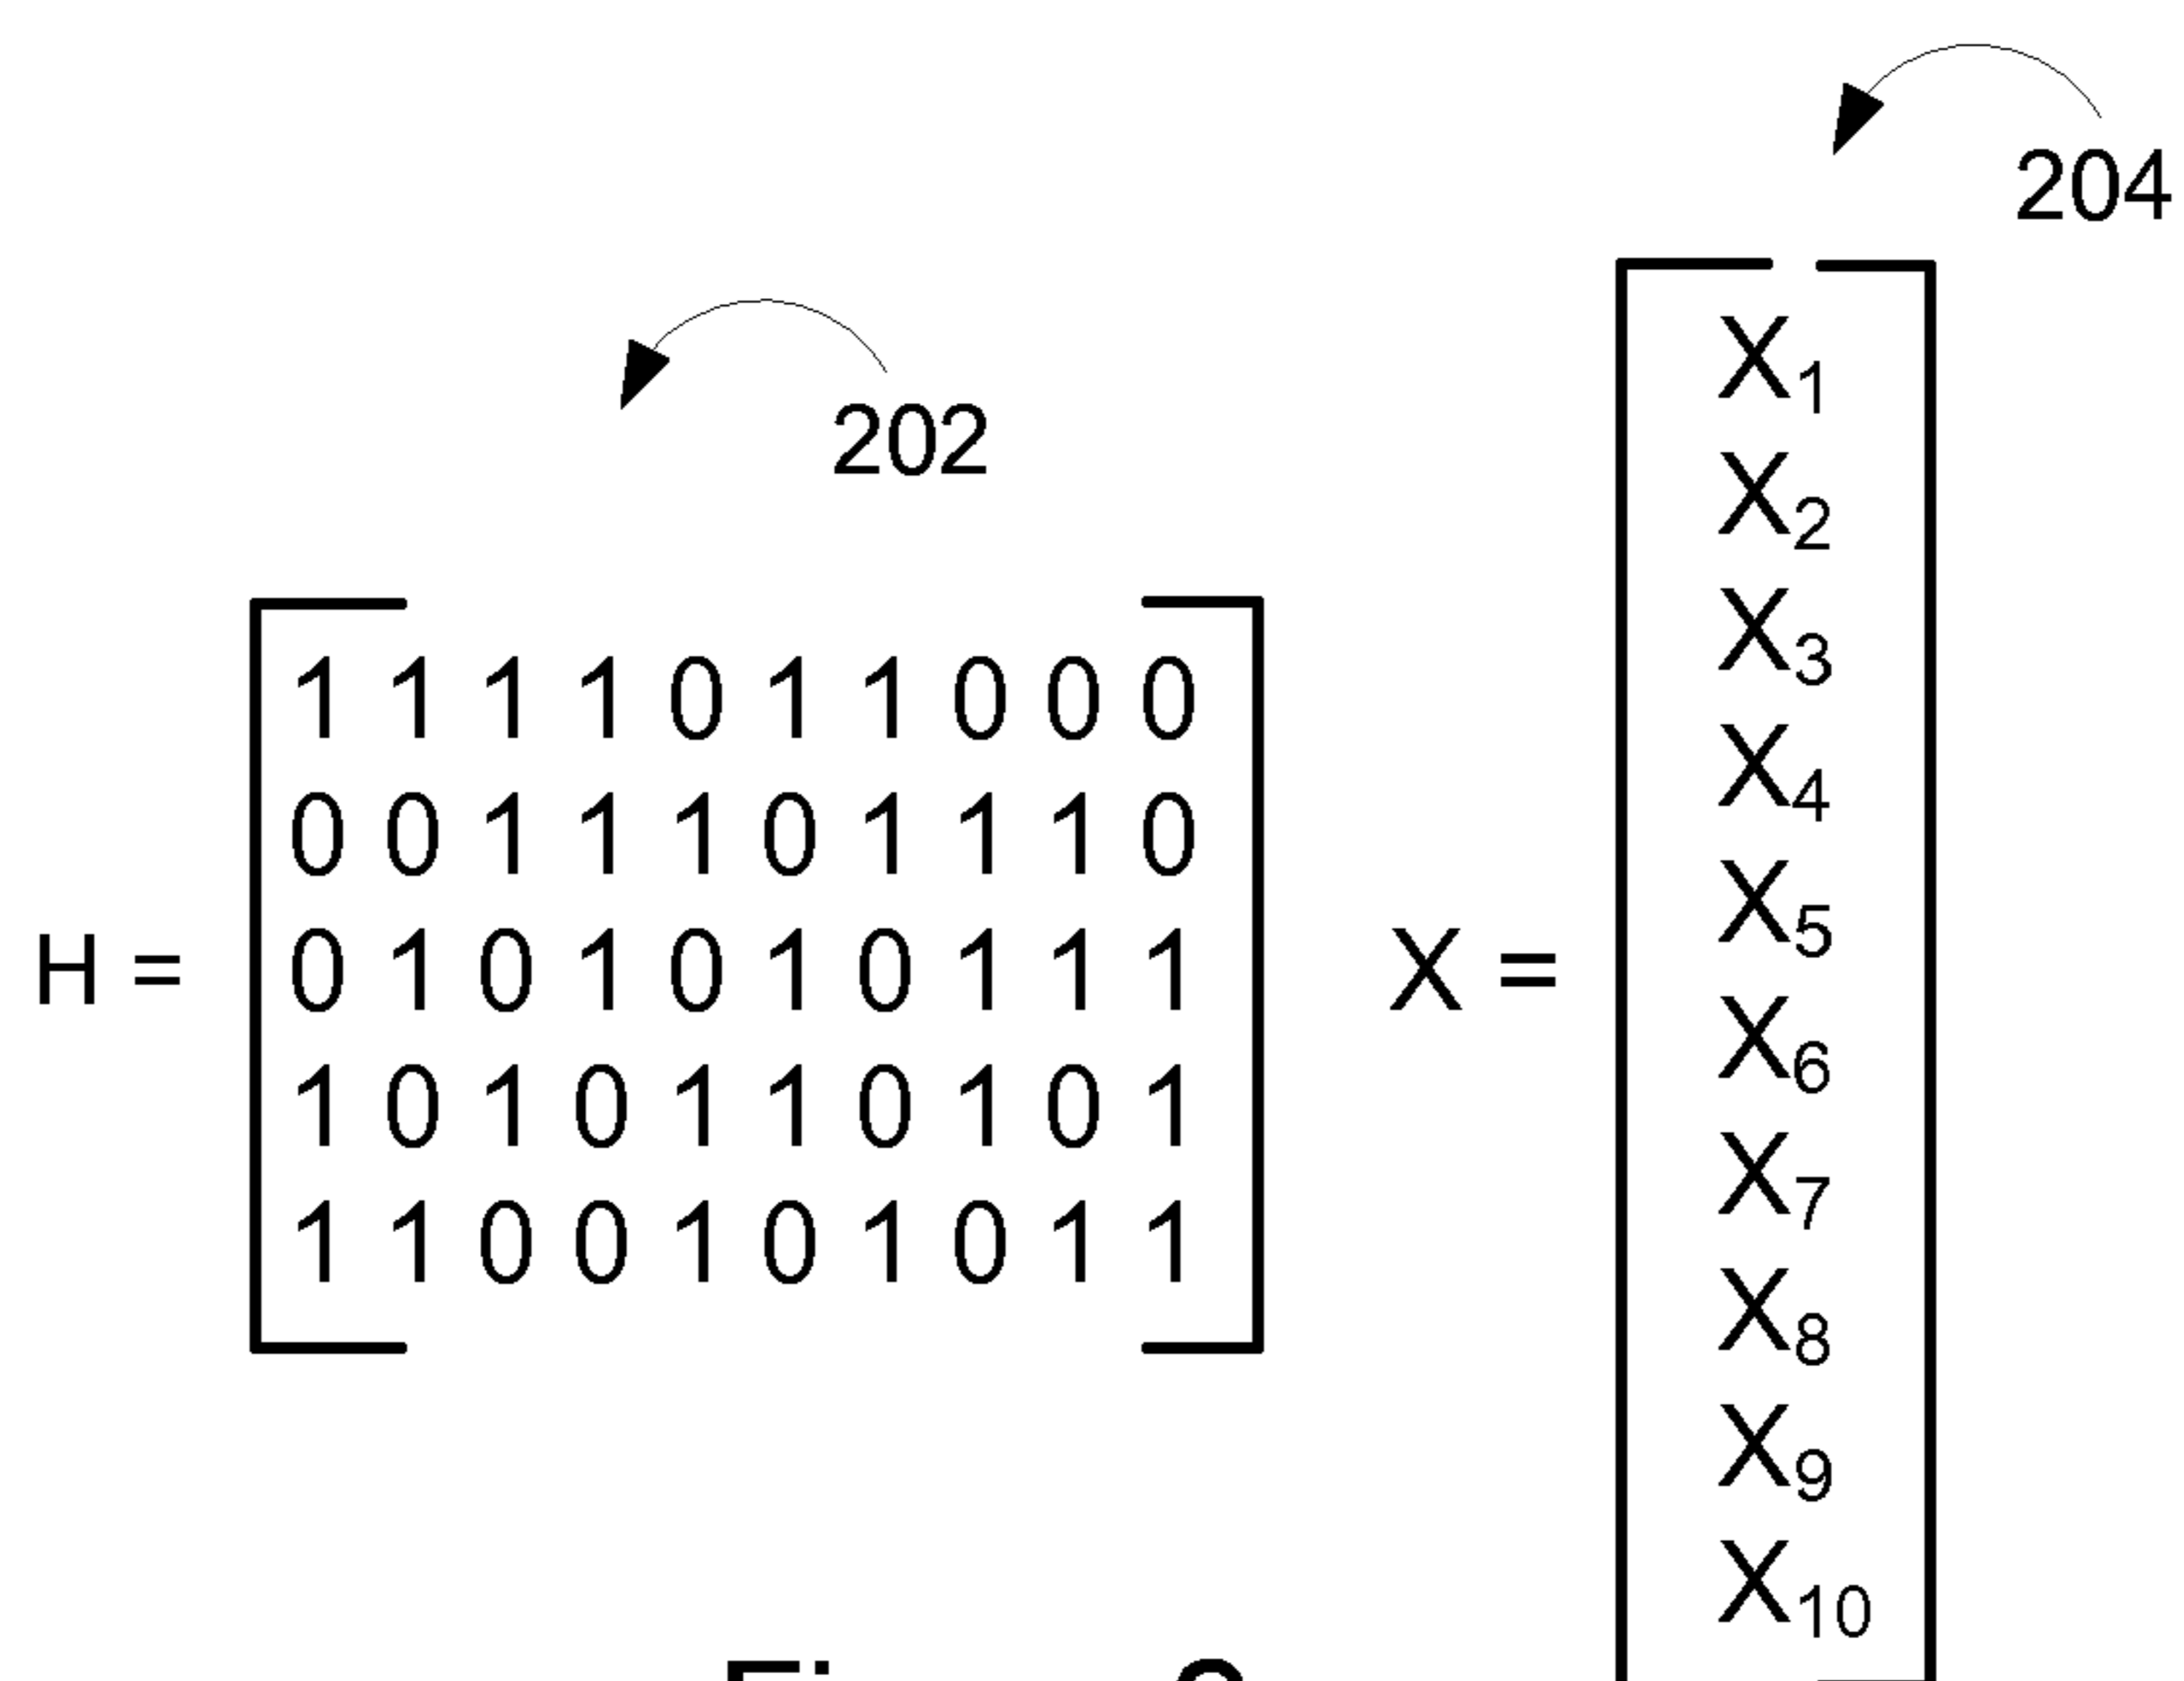 204
202
H =
1 1 1 1 0 1 1 0 0 0
0 0 1 1 1 0 1 1 1 0
0 1 0 1 0 1 0 1 1 1
1 0 1 0 1 1 0 1 0 1
1 1 0 0 1 0 1 0 1 1
X =
X1
X2
X3
X4
X5
X6
X7
X8
X9
X10